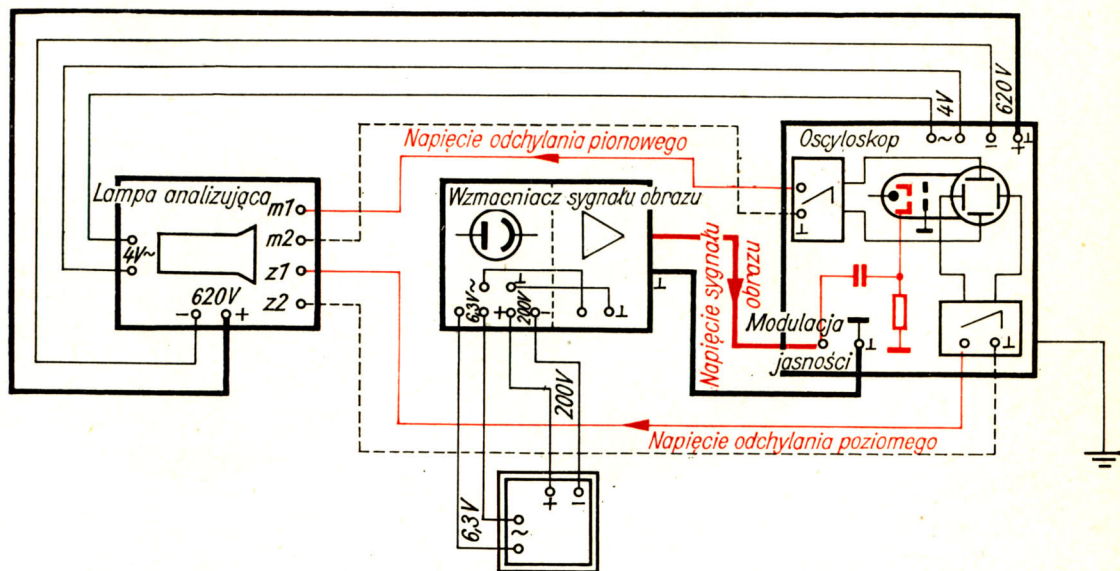 4V
620V
~
–
+
⊥
Napięcie odchylania pionowego
Oscyloskop
Lampa analizująca
m1
m2
z1
z2
4V~
620V
–
+
Wzmacniacz sygnału obrazu
6,3V~
+
200V
–
⊥
⊥
⊥
⊥
Napięcie sygnału
obrazu
Modulacja
jasności
⊥
⊥
Napięcie odchylania poziomego
200V
6,3V
+
–
~